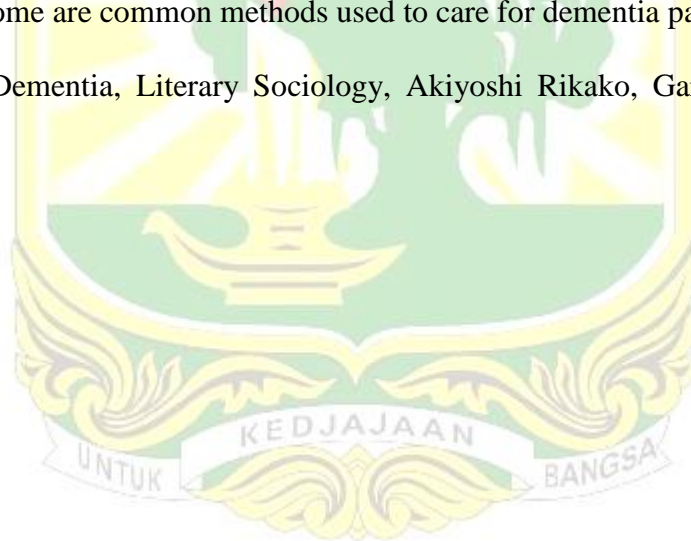 ome are common methods used to care for dementia pa
Dementia, Literary Sociology, Akiyoshi Rikako, Ga
UNTUK KEDJAJAAN BANGSA